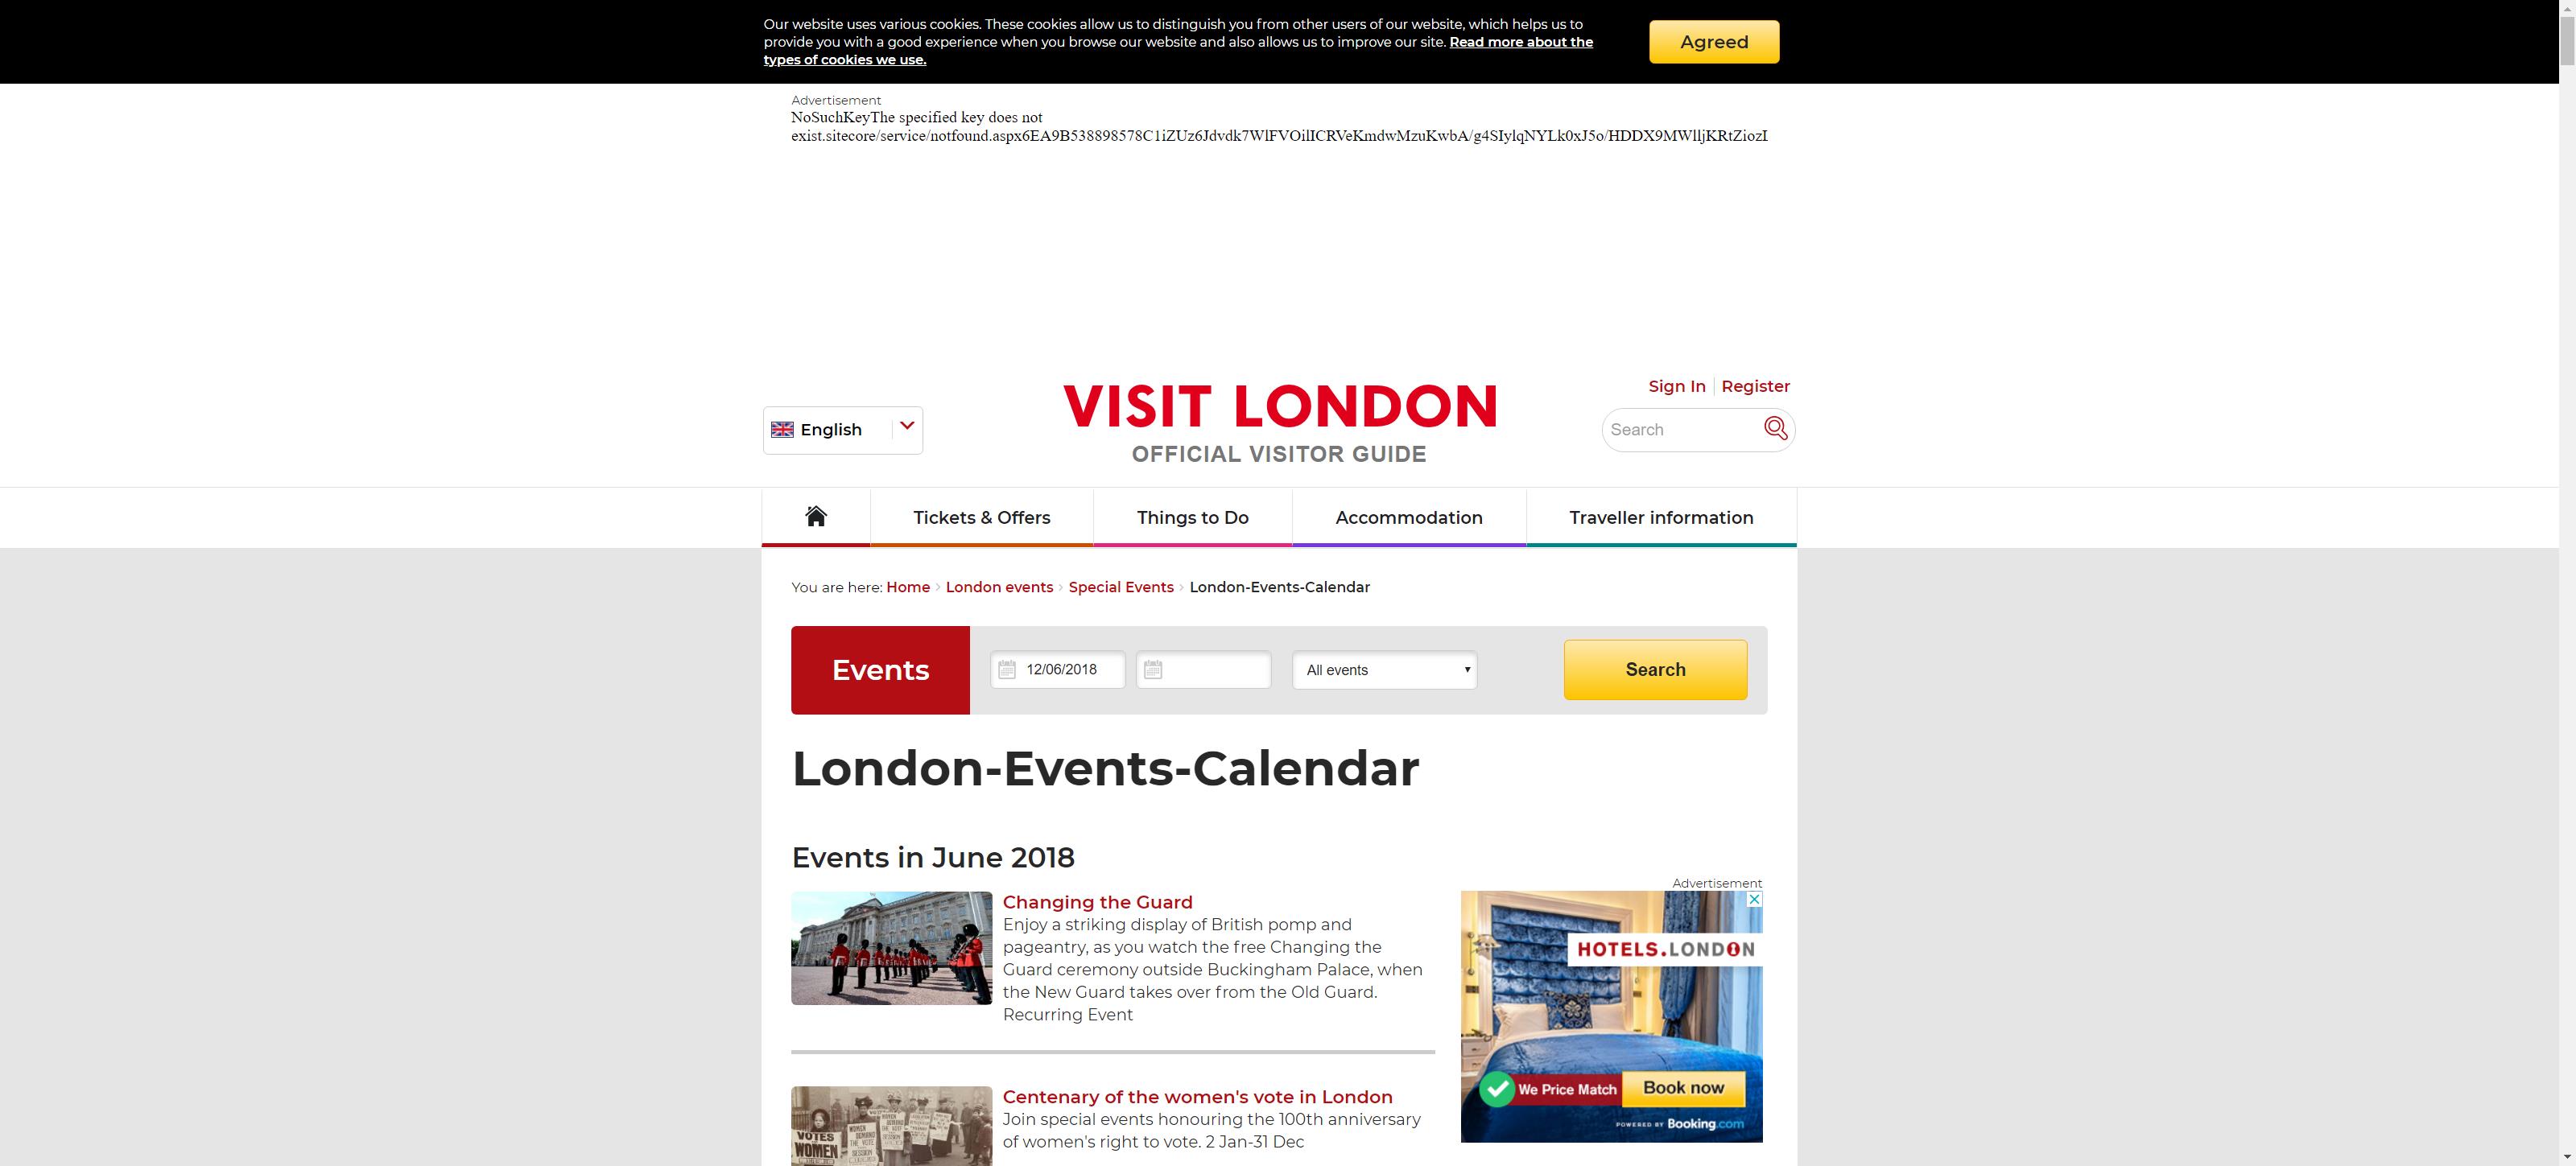 Our website uses various cookies. These cookies allow us to distinguish you from other users of our website, which helps us to
provide you with a good experience when you browse our website and also allows us to improve our site. Read more about the
types of cookies we use.
Agreed
Advertisement
NoSuchKeyThe specified key does not
exist.sitecore/service/notfound.aspx6EA9B538898578C1iZUz6Jdvdk7WlFVOilICRVeKmdwMzuKwbA/g4SIylqNYLk0xJ5o/HDDX9MWlljKRtZiozI
Sign In Register
English
VISIT LONDON
OFFICIAL VISITOR GUIDE
Search
Tickets & Offers
Things to Do
Accommodation
Traveller information
You are here: Home › London events › Special Events › London-Events-Calendar
Events
12/06/2018
All events
Search
London-Events-Calendar
Events in June 2018
Changing the Guard
Enjoy a striking display of British pomp and
pageantry, as you watch the free Changing the
Guard ceremony outside Buckingham Palace, when
the New Guard takes over from the Old Guard.
Recurring Event
Advertisement
HOTELS.LONDON
We Price Match
Book now
POWERED BY Booking.com
Centenary of the women's vote in London
Join special events honouring the 100th anniversary
of women's right to vote. 2 Jan-31 Dec
VOTES
WOMEN